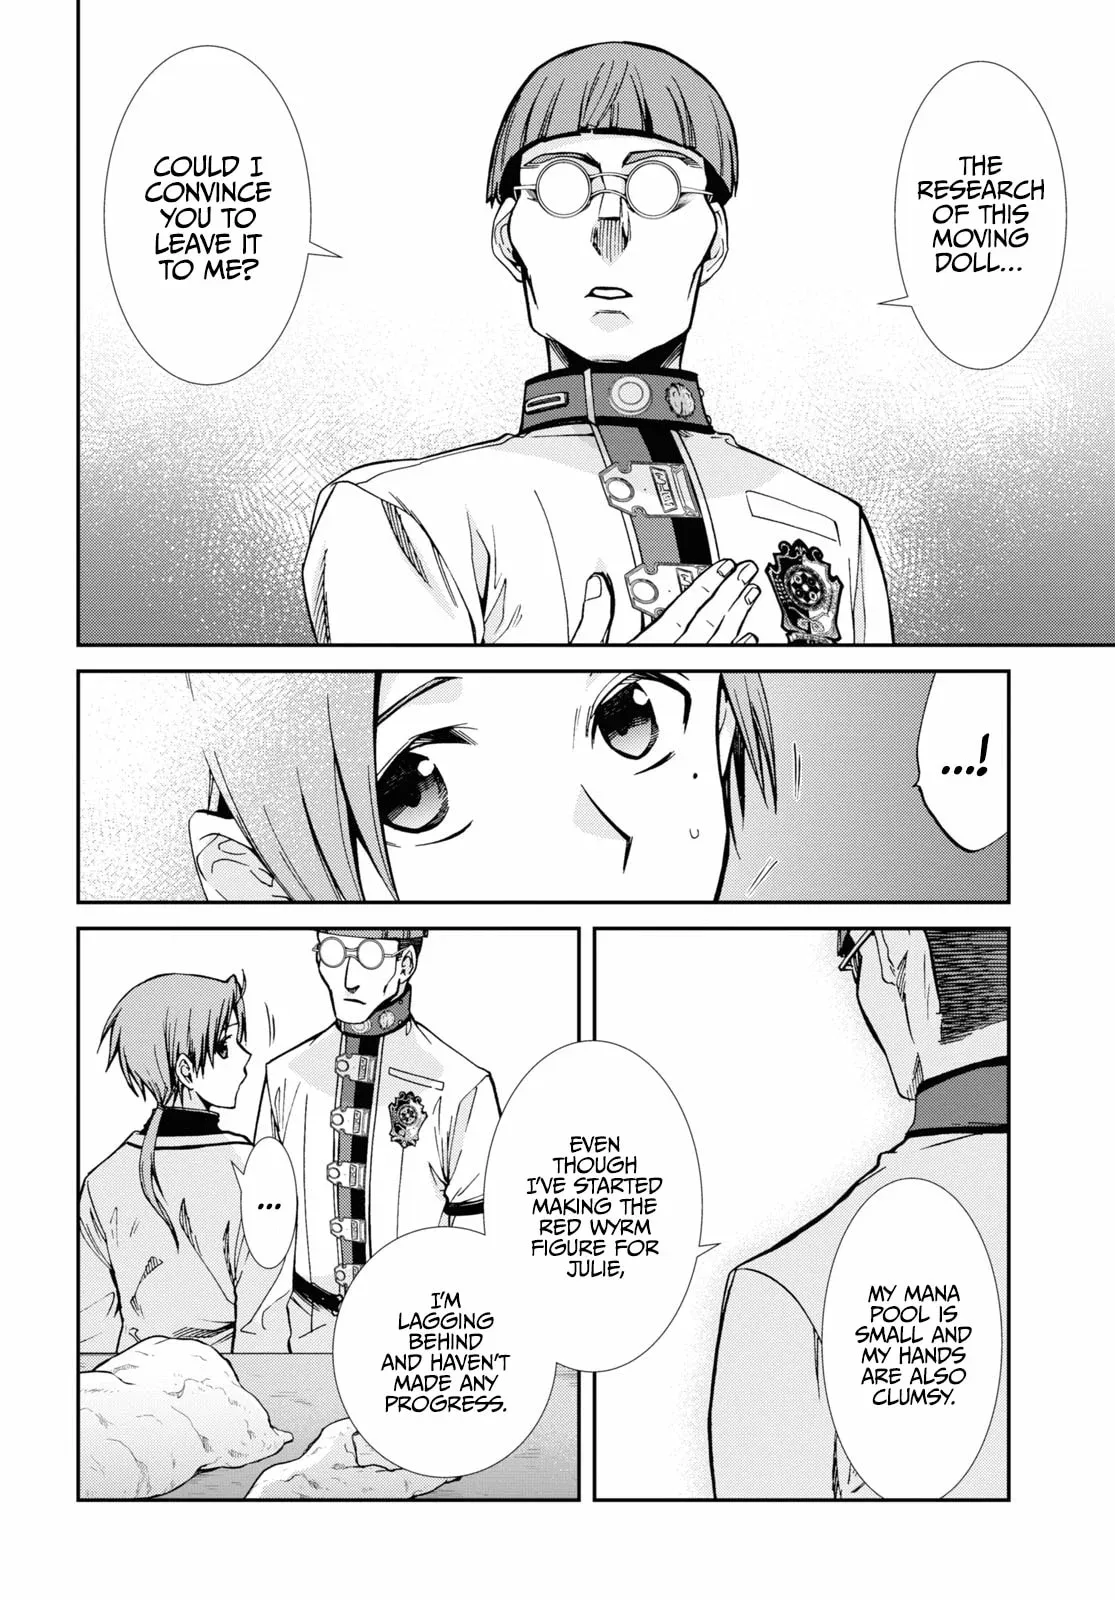 THE
RESEARCH
OF THIS
MOVING
DOLL...
COULD I
CONVINCE
YOU TO
LEAVE IT
TO ME?
...!
MY MANA
POOL IS
SMALL AND
MY HANDS
ARE ALSO
CLUMSY.
EVEN
THOUGH
I'VE STARTED
MAKING THE
RED WYRM
FIGURE FOR
JULIE,
I'M
LAGGING
BEHIND
AND HAVEN'T
MADE ANY
PROGRESS.
...